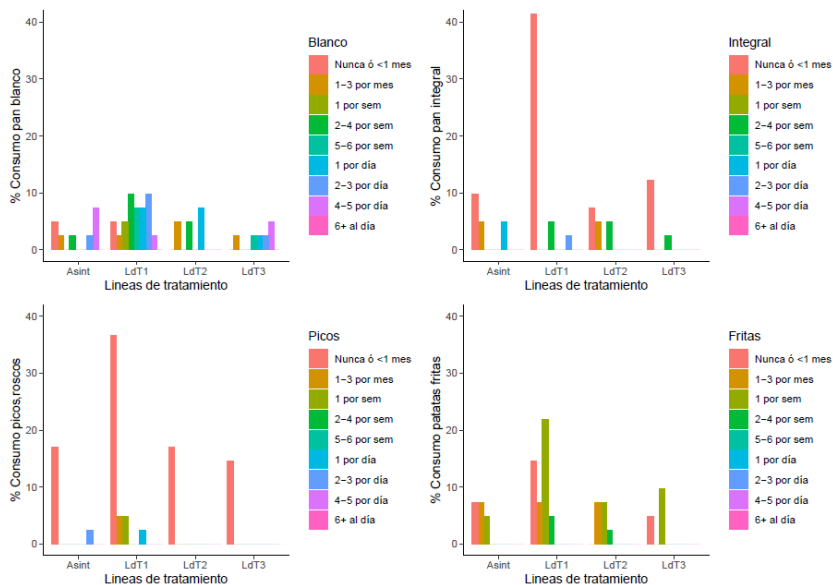 % Consumo pan blanco
40
30
20
10
0
Asint LdT1 LdT2 LdT3
Lineas de tratamiento
Blanco
Nunca ó <1 mes
1−3 por mes
1 por sem
2−4 por sem
5−6 por sem
1 por día
2−3 por día
4−5 por día
6+ al día
% Consumo pan integral
40
30
20
10
0
Asint LdT1 LdT2 LdT3
Lineas de tratamiento
Integral
Nunca ó <1 mes
1−3 por mes
1 por sem
2−4 por sem
5−6 por sem
1 por día
2−3 por día
4−5 por día
6+ al día
% Consumo picos,roscos
40
30
20
10
0
Asint LdT1 LdT2 LdT3
Lineas de tratamiento
Picos
Nunca ó <1 mes
1−3 por mes
1 por sem
2−4 por sem
5−6 por sem
1 por día
2−3 por día
4−5 por día
6+ al día
% Consumo patatas fritas
40
30
20
10
0
Asint LdT1 LdT2 LdT3
Lineas de tratamiento
Fritas
Nunca ó <1 mes
1−3 por mes
1 por sem
2−4 por sem
5−6 por sem
1 por día
2−3 por día
4−5 por día
6+ al día